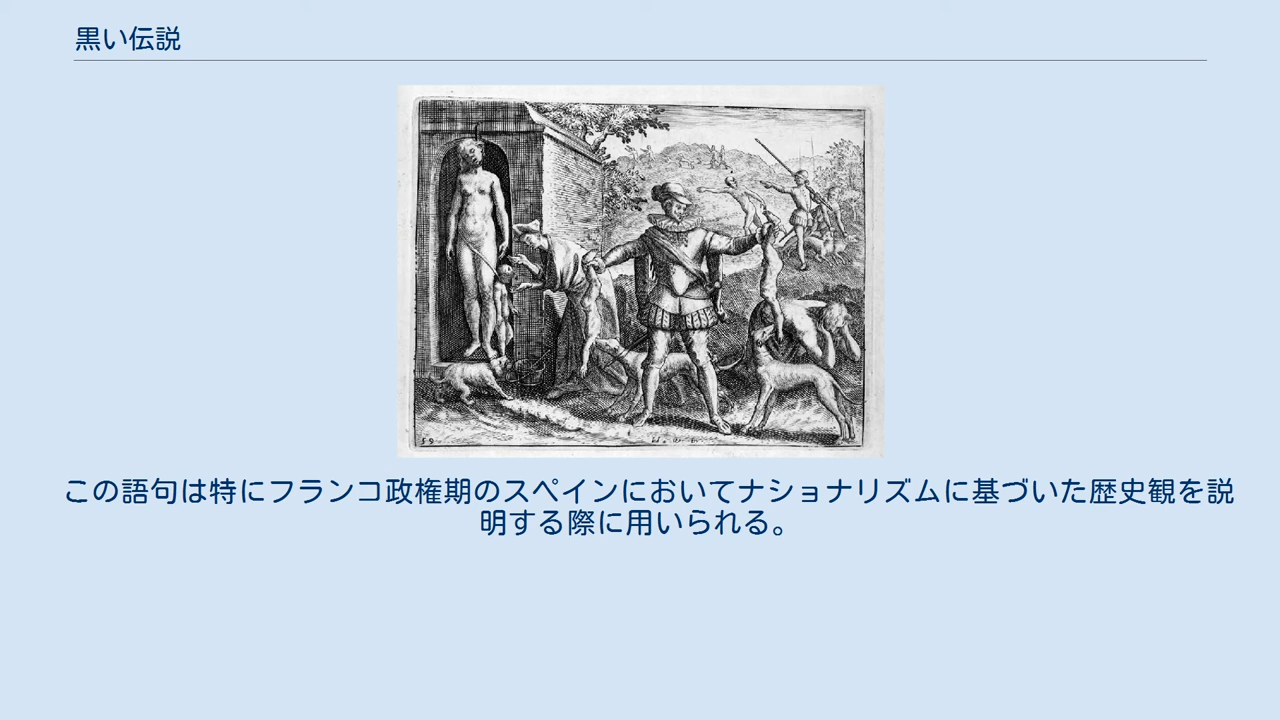 黒い伝説
59
この語句は特にフランコ政権期のスペインにおいてナショナリズムに基づいた歴史観を説
明する際に用いられる。